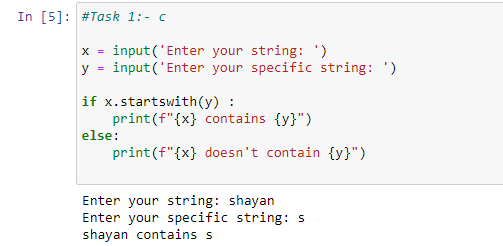 In [5]: #Task 1:- c
x = input('Enter your string: ')
y = input('Enter your specific string: ')
if x.startswith(y) :
    print(f"{x} contains {y}")
else:
    print(f"{x} doesn't contain {y}")
Enter your string: shayan
Enter your specific string: s
shayan contains s